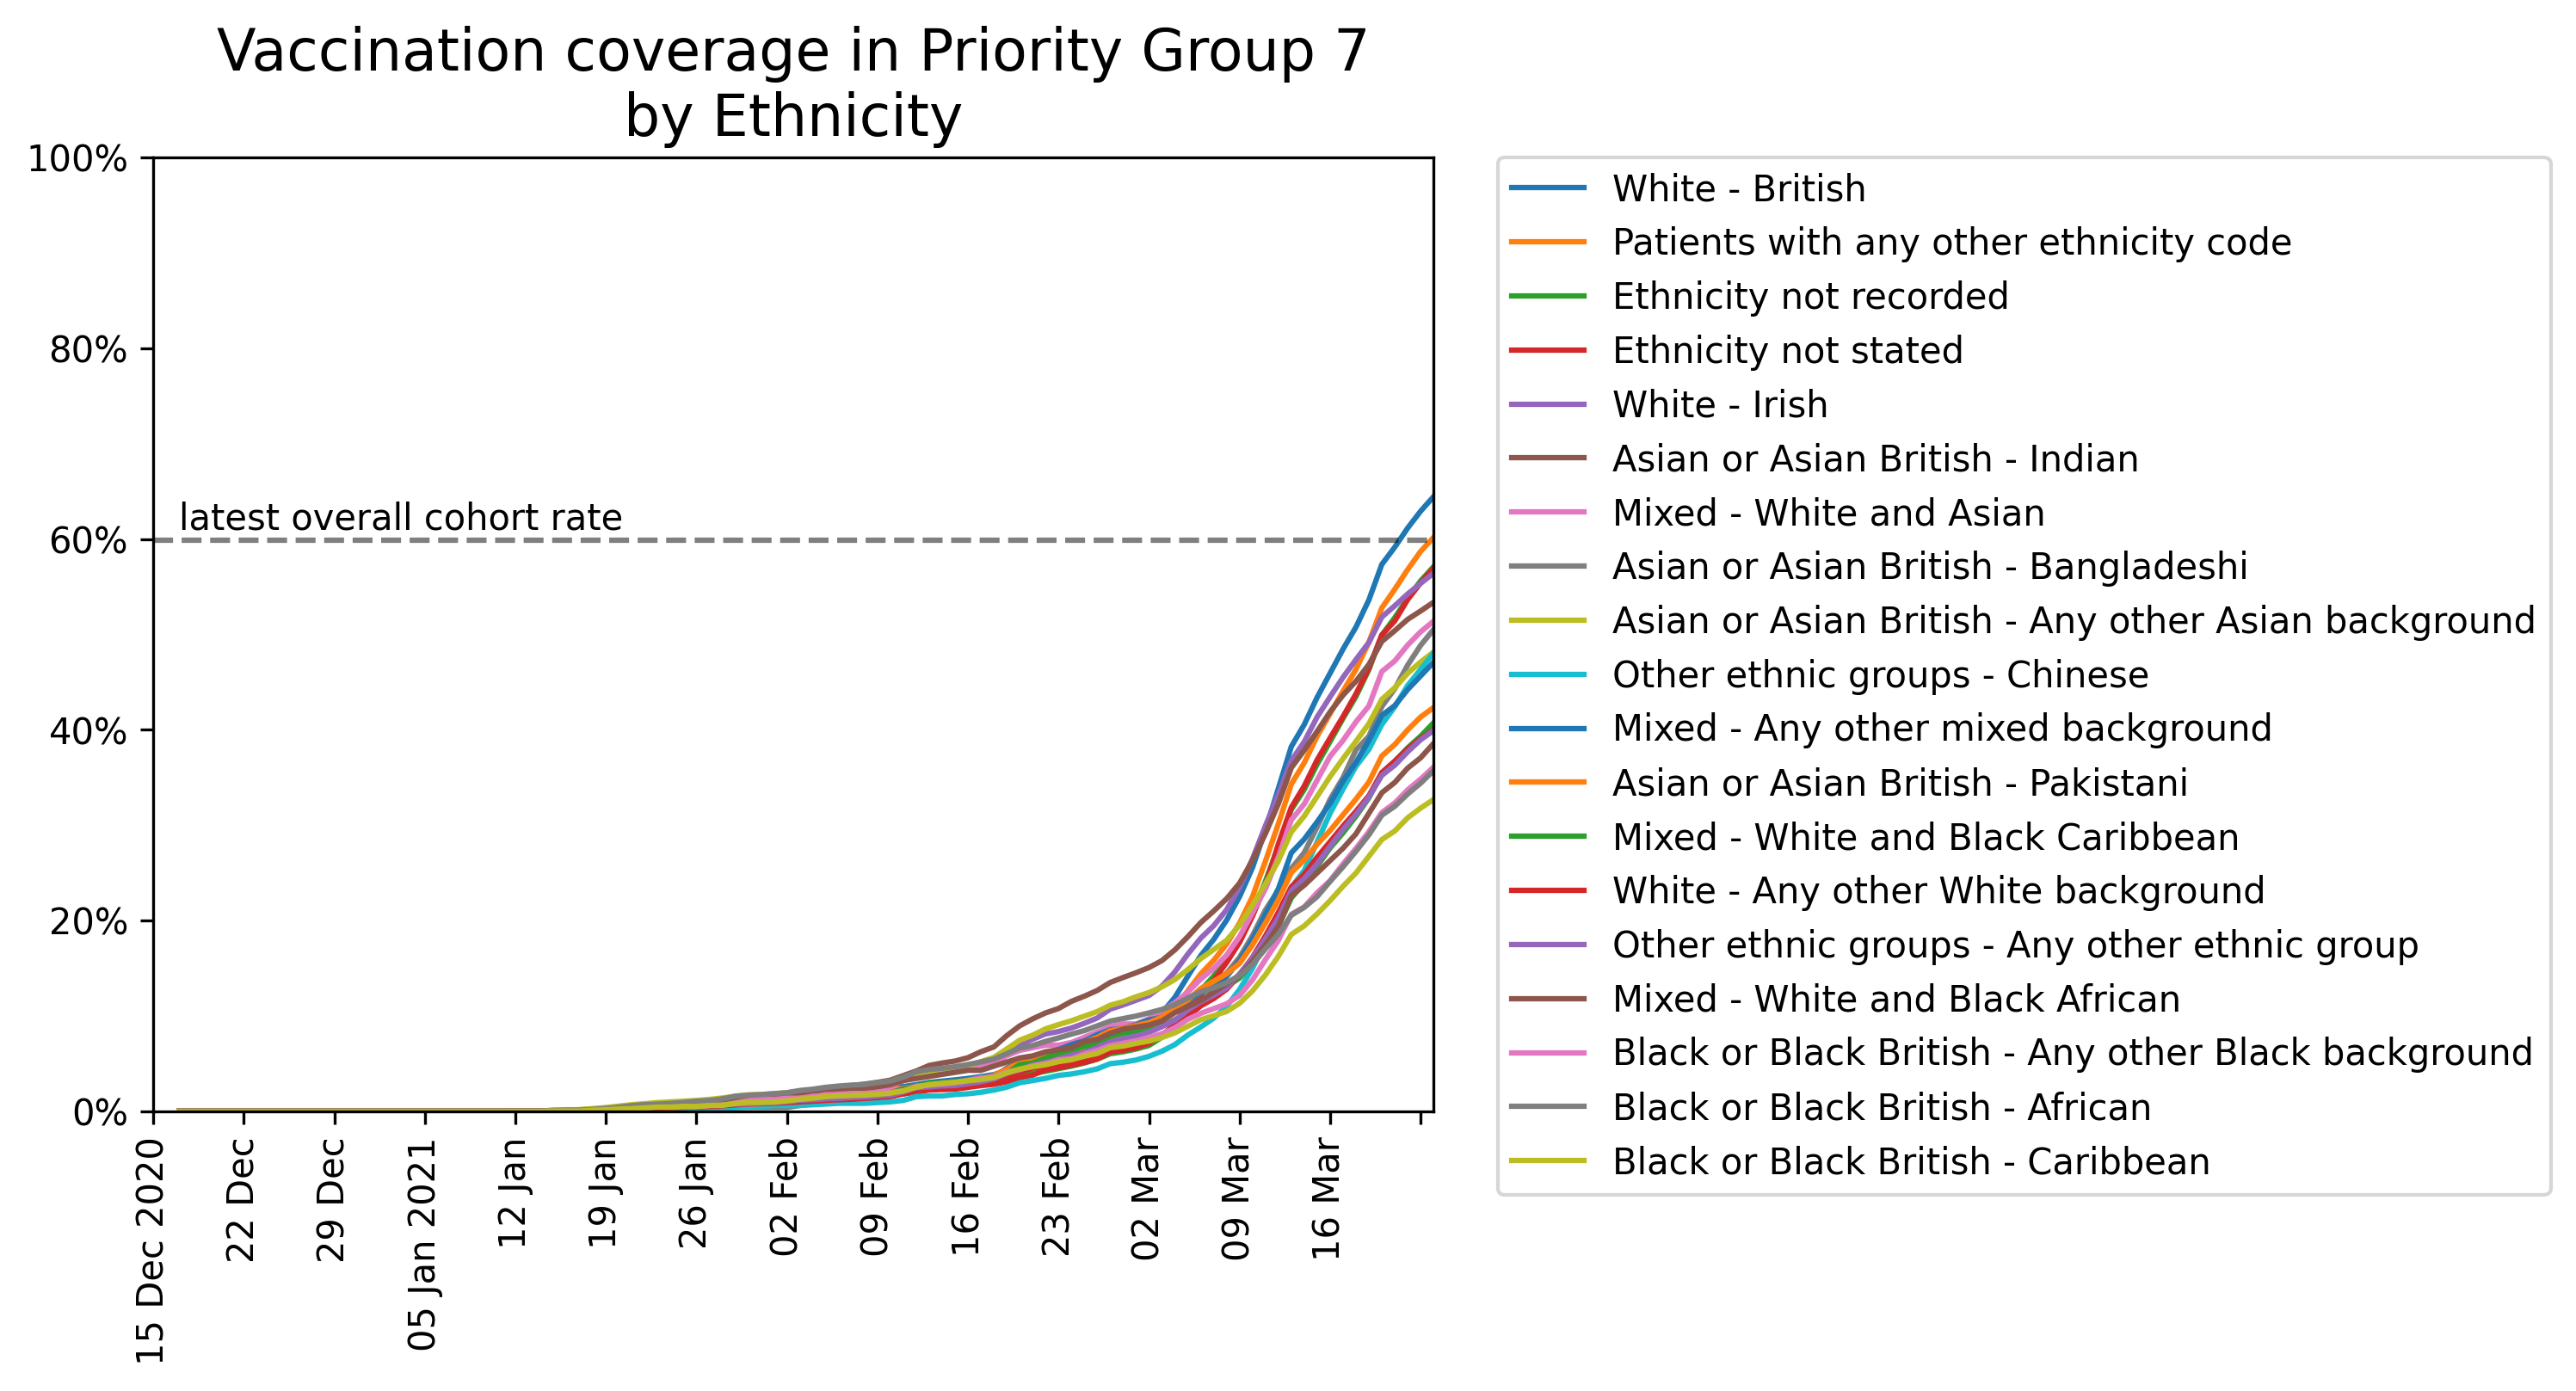 Vaccination coverage in Priority Group 7
by Ethnicity
100%
80%
60%
40%
20%
0%
latest overall cohort rate
15 Dec 2020
22 Dec
29 Dec
05 Jan 2021
12 Jan
19 Jan
26 Jan
02 Feb
09 Feb
16 Feb
23 Feb
02 Mar
09 Mar
16 Mar
White - British
Patients with any other ethnicity code
Ethnicity not recorded
Ethnicity not stated
White - Irish
Asian or Asian British - Indian
Mixed - White and Asian
Asian or Asian British - Bangladeshi
Asian or Asian British - Any other Asian background
Other ethnic groups - Chinese
Mixed - Any other mixed background
Asian or Asian British - Pakistani
Mixed - White and Black Caribbean
White - Any other White background
Other ethnic groups - Any other ethnic group
Mixed - White and Black African
Black or Black British - Any other Black background
Black or Black British - African
Black or Black British - Caribbean